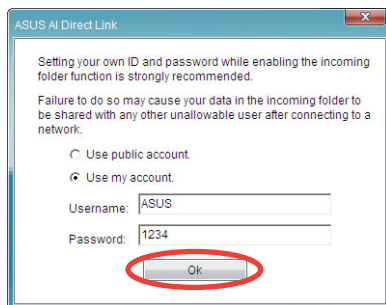 ASUS AI Direct Link
Setting your own ID and password while enabling the incoming
folder function is strongly recommended.
Failure to do so may cause your data in the incoming folder to
be shared with any other unallowable user after connecting to a
network.
Use public account.
Use my account.
Username: ASUS
Password: 1234
Ok